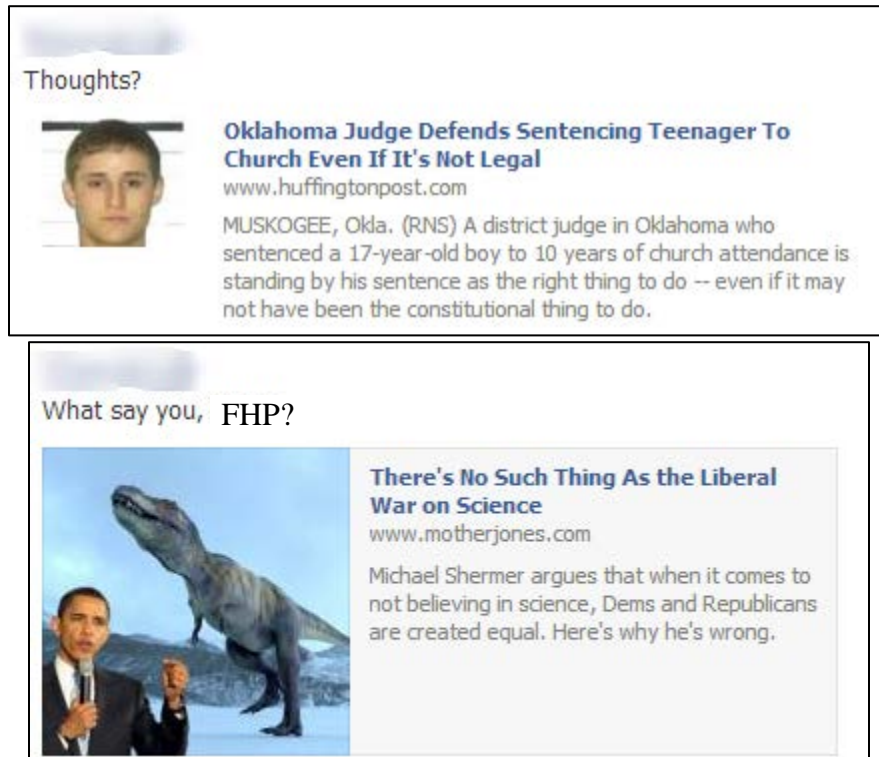 Thoughts?
Oklahoma Judge Defends Sentencing Teenager To
Church Even If It's Not Legal
www.huffingtonpost.com
MUSKOGEE, Okla. (RNS) A district judge in Oklahoma who
sentenced a 17-year-old boy to 10 years of church attendance is
standing by his sentence as the right thing to do -- even if it may
not have been the constitutional thing to do.
What say you, FHP?
There's No Such Thing As the Liberal
War on Science
www.motherjones.com
Michael Shermer argues that when it comes to
not believing in science, Dems and Republicans
are created equal. Here's why he's wrong.